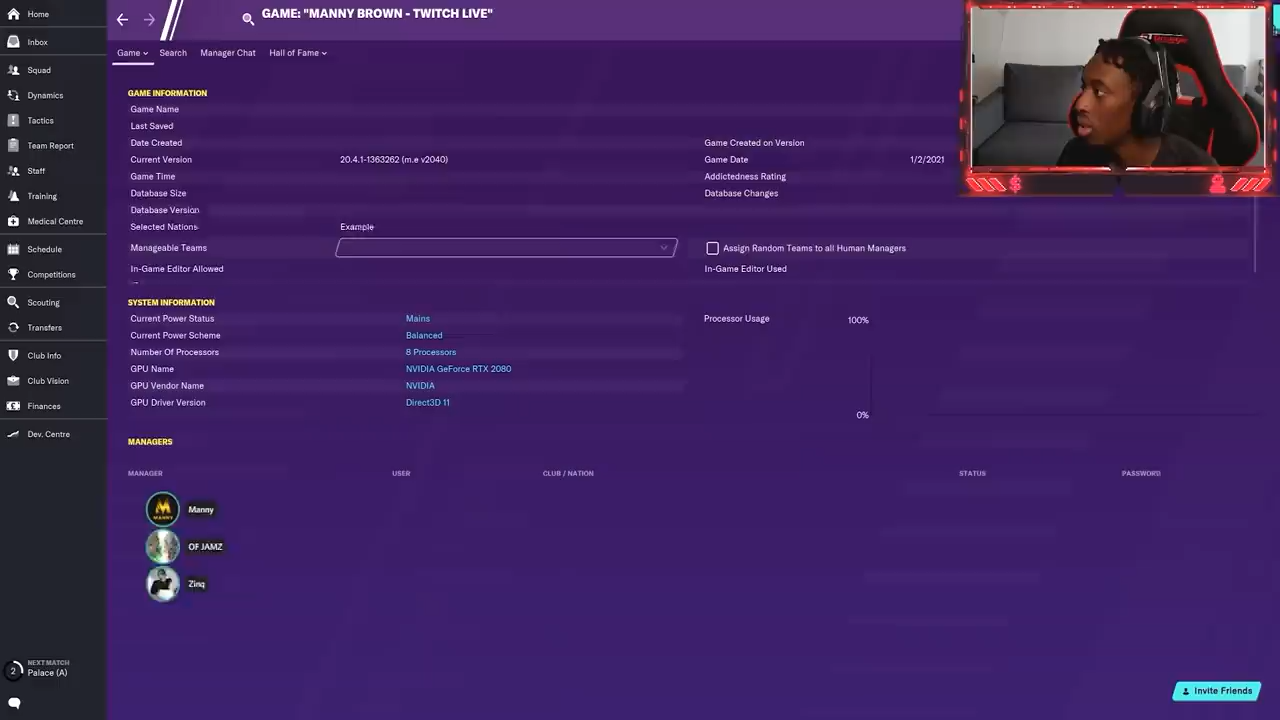 Home
GAME: "MANNY BROWN - TWITCH LIVE"
Game
Search
Manager Chat
Hall of Fame
Inbox
Squad
Dynamics
Tactics
Team Report
Staff
Training
Medical Centre
Schedule
Competitions
Scouting
Transfers
Club Info
Club Vision
Finances
Dev. Centre
NEXT MATCH
2 Palace (A)
GAME INFORMATION
Game Name
Last Saved
Date Created
Game Created on Version
Current Version 20.4.1-1363262 (m.e v2040)
Game Date 1/2/2021
Game Time
Addictedness Rating
Database Size
Database Changes
Database Version
Selected Nations Example
Manageable Teams
Assign Random Teams to all Human Managers
In-Game Editor Allowed
In-Game Editor Used
SYSTEM INFORMATION
Current Power Status Mains
Processor Usage 100%
Current Power Scheme Balanced
Number Of Processors 8 Processors
GPU Name NVIDIA GeForce RTX 2080
GPU Vendor Name NVIDIA
GPU Driver Version Direct3D 11
0%
MANAGERS
MANAGER USER CLUB / NATION STATUS PASSWORD
MANNY
Manny
OF JAMZ
Zinq
Invite Friends